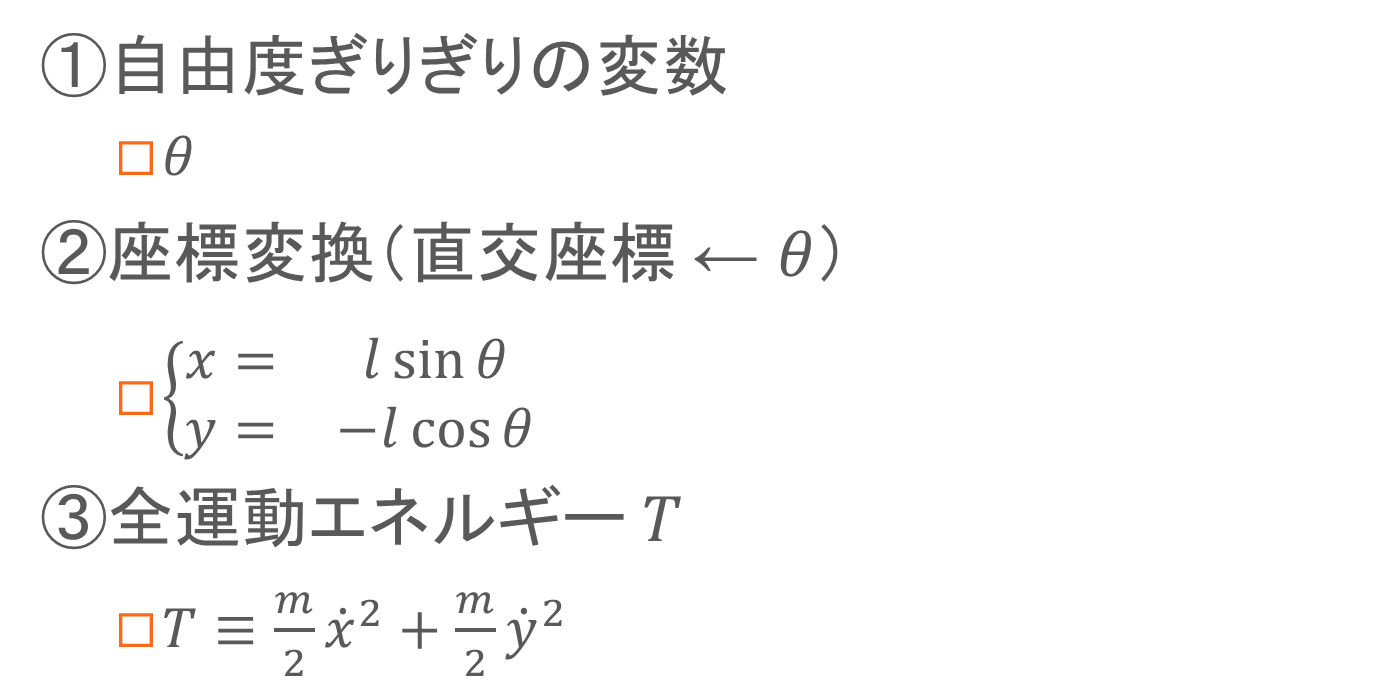 ①自由度ぎりぎりの変数
□ θ
②座標変換(直交座標 ← θ)
□ { x = l sin θ
y = −l cos θ
③全運動エネルギー T
□ T ≡ m/2 ẋ² + m/2 ẏ²